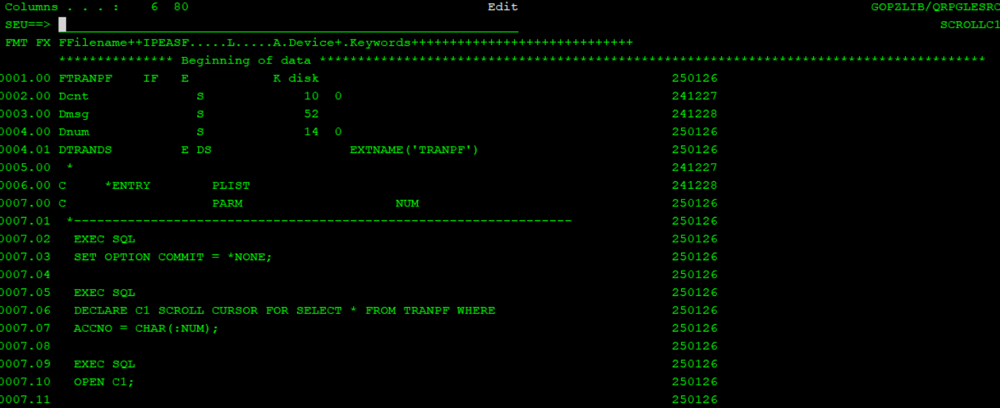 Columns . . . :    6  80                                        Edit                                              GOPZLIB/QRPGLESRC
SEU==>                                                                                                                     SCROLLC1
FMT FX FFilename++IPEASF.....L.....A.Device+.Keywords+++++++++++++++++++++++++++++
       *************** Beginning of data ***************************************************************************************
0001.00 FTRANPF    IF   E           K disk                                              250126
0002.00 Dcnt              S             10  0                                           241227
0003.00 Dmsg              S             52                                              241228
0004.00 Dnum              S             14  0                                           250126
0004.01 DTRANDS         E DS                  EXTNAME('TRANPF')                         250126
0005.00  *                                                                              241227
0006.00 C     *ENTRY        PLIST                                                       241228
0007.00 C                   PARM                    NUM                                 250126
0007.01  *-----------------------------------------------------------------             250126
0007.02   EXEC SQL                                                                      250126
0007.03   SET OPTION COMMIT = *NONE;                                                    250126
0007.04                                                                                 250126
0007.05   EXEC SQL                                                                      250126
0007.06   DECLARE C1 SCROLL CURSOR FOR SELECT * FROM TRANPF WHERE                       250126
0007.07   ACCNO = CHAR(:NUM);                                                           250126
0007.08                                                                                 250126
0007.09   EXEC SQL                                                                      250126
0007.10   OPEN C1;                                                                      250126
0007.11                                                                                 250126